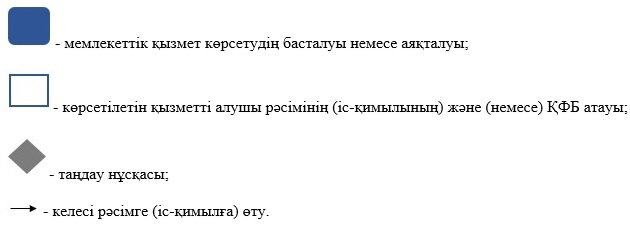 - мемлекеттік қызмет көрсетудің басталуы немесе аяқталуы;
- көрсетілетін қызметті алушы рәсімінің (іс-қимылының) және (немесе) ҚФБ атауы;
- таңдау нұсқасы;
- келесі рәсімге (іс-қимылға) өту.